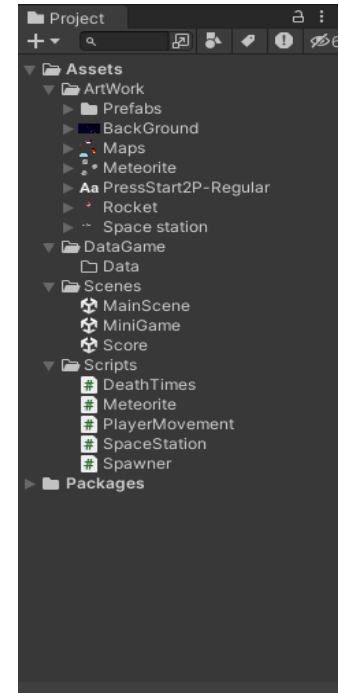 Project
6
Assets
ArtWork
Prefabs
BackGround
Maps
Meteorite
Aa PressStart2P-Regular
Rocket
Space station
DataGame
Data
Scenes
MainScene
MiniGame
Score
Scripts
# DeathTimes
# Meteorite
# PlayerMovement
# SpaceStation
# Spawner
Packages